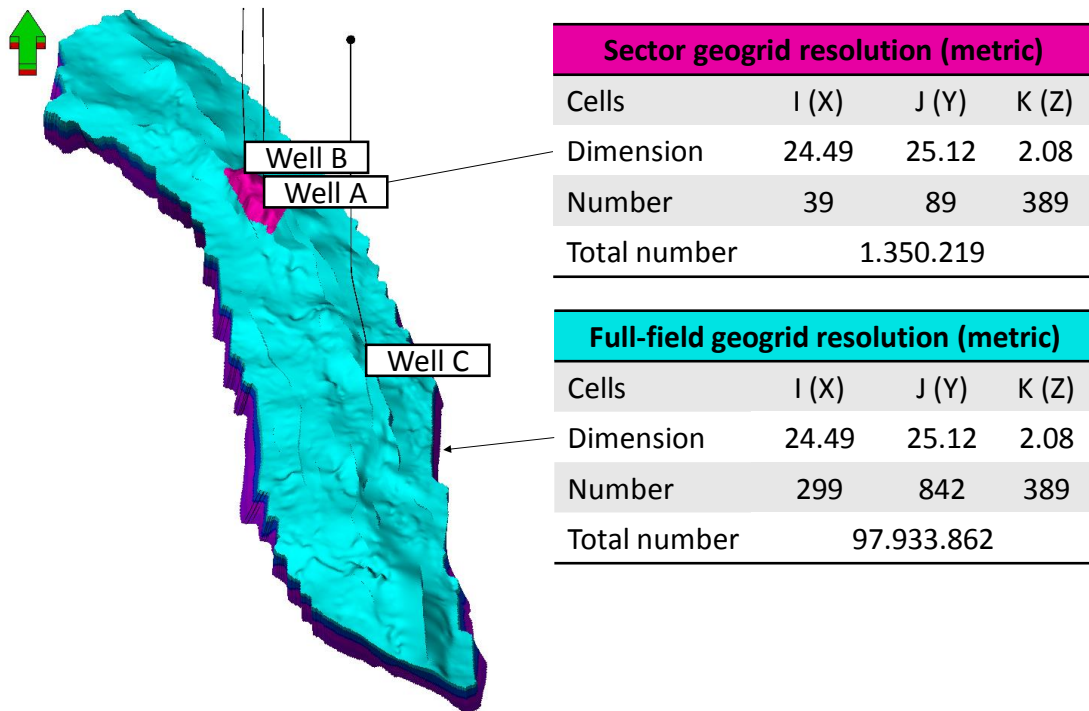 Well B
Well A
Well C
Sector geogrid resolution (metric)
Cells I (X) J (Y) K (Z)
Dimension 24.49 25.12 2.08
Number 39 89 389
Total number 1.350.219
Full-field geogrid resolution (metric)
Cells I (X) J (Y) K (Z)
Dimension 24.49 25.12 2.08
Number 299 842 389
Total number 97.933.862